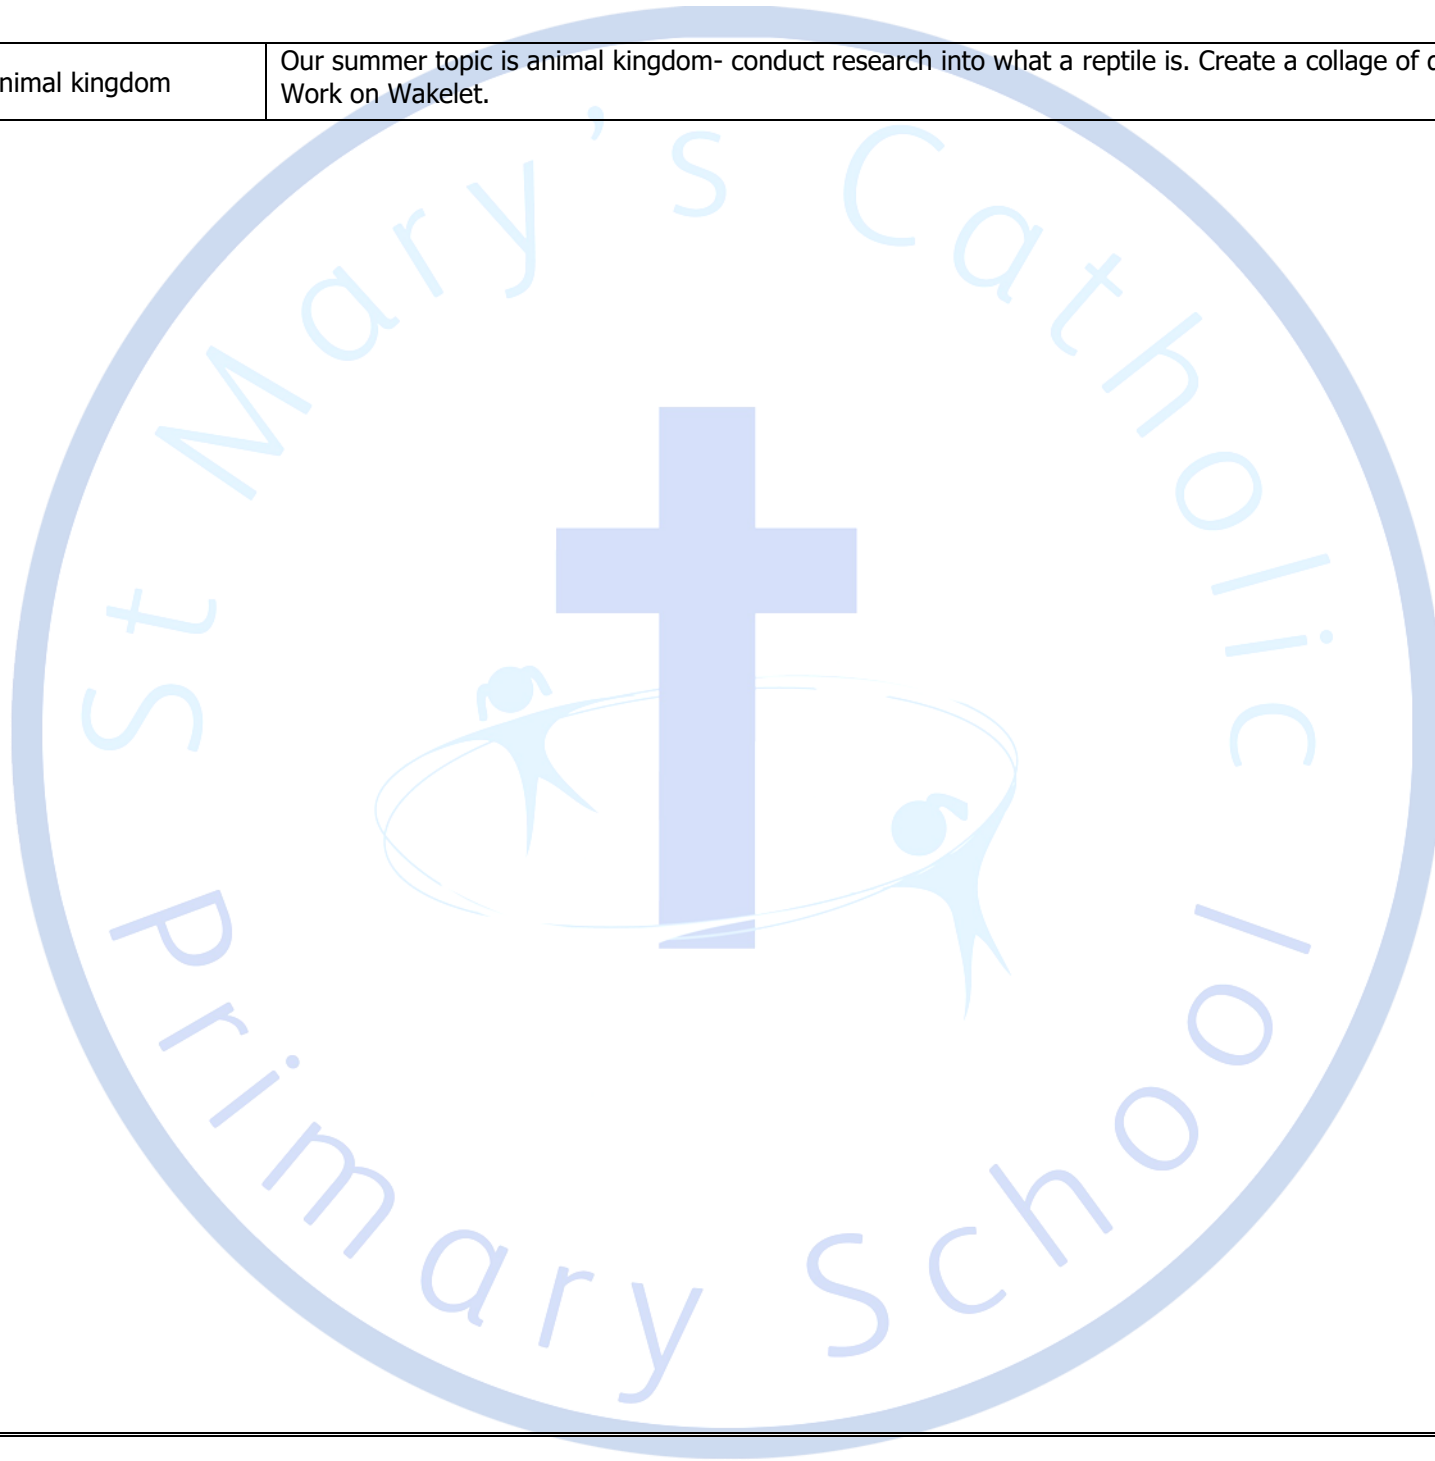 nimal kingdom
Our summer topic is animal kingdom- conduct research into what a reptile is. Create a collage of
Work on Wakelet.
St Mary's Catholic
Primary School